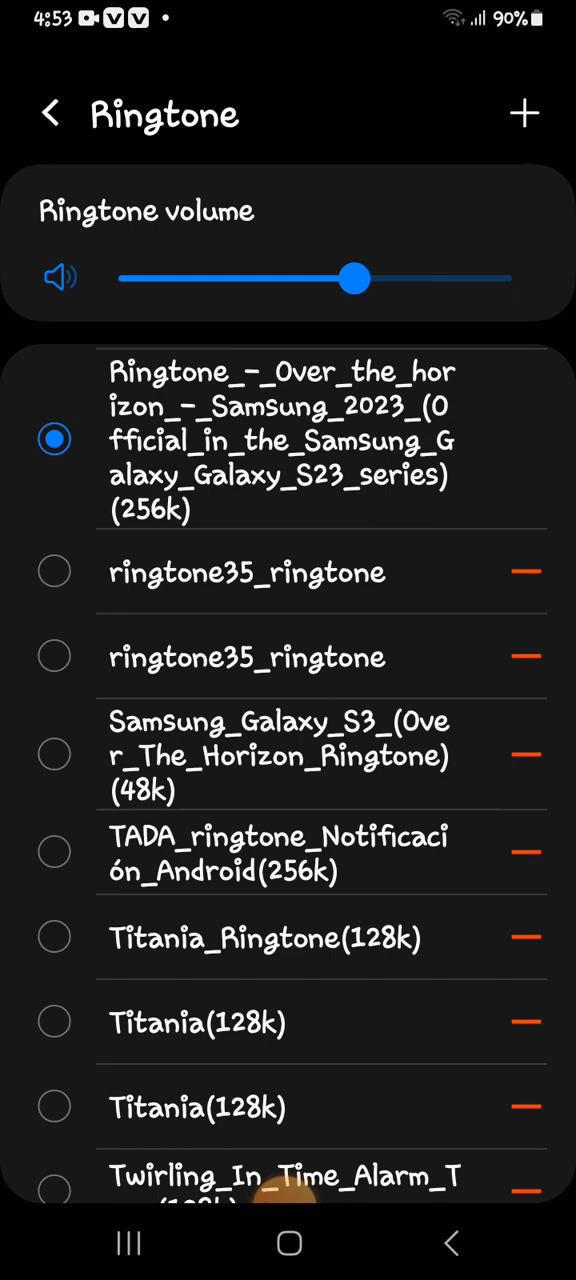 4:53
90%
Ringtone
Ringtone volume
Ringtone_-_Over_the_hor
izon_-_Samsung_2023_(O
fficial_in_the_Samsung_G
alaxy_Galaxy_S23_series)
(256k)
ringtone35_ringtone
ringtone35_ringtone
Samsung_Galaxy_S3_(Ove
r_The_Horizon_Ringtone)
(48k)
TADA_ringtone_Notificaci
ón_Android(256k)
Titania_Ringtone(128k)
Titania(128k)
Titania(128k)
Twirling_In_Time_Alarm_T